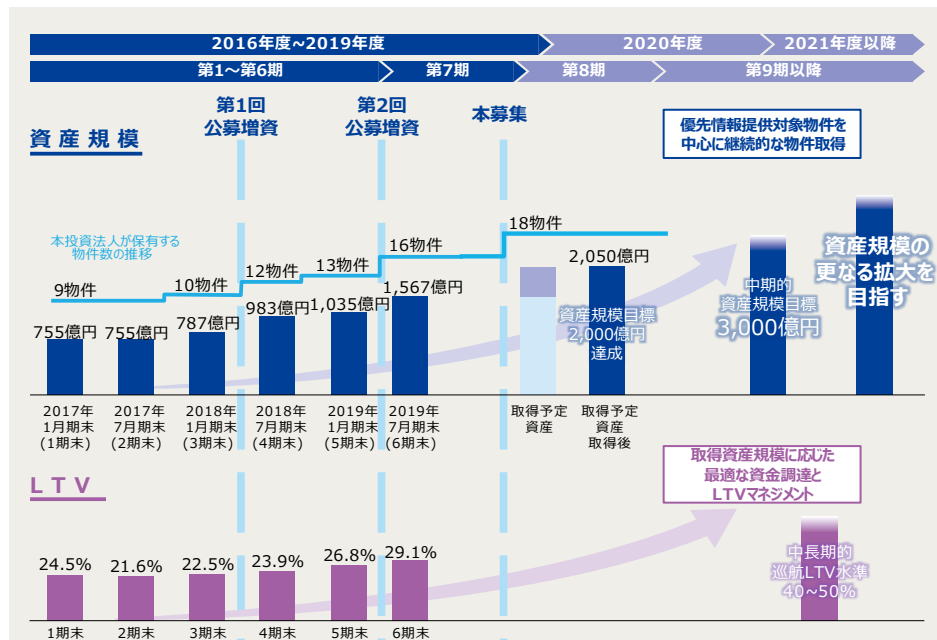 2016年度~2019年度
2020年度
2021年度以降
第1～第6期
第7期
第8期
第9期以降
第1回
公募増資
第2回
公募増資
本募集
優先情報提供対象物件を
中心に継続的な物件取得
資産規模
本投資法人が保有する
物件数の推移
9物件
10物件
12物件
13物件
16物件
18物件
755億円
755億円
787億円
983億円
1,035億円
1,567億円
2,050億円
資産規模目標
2,000億円
達成
中期的
資産規模目標
3,000億円
資産規模の
更なる拡大を
目指す
2017年
1月期末
(1期末)
2017年
7月期末
(2期末)
2018年
1月期末
(3期末)
2018年
7月期末
(4期末)
2019年
1月期末
(5期末)
2019年
7月期末
(6期末)
取得予定
資産
取得予定
資産
取得後
LTV
取得資産規模に応じた
最適な資金調達と
LTVマネジメント
24.5%
21.6%
22.5%
23.9%
26.8%
29.1%
中長期的
巡航LTV水準
40~50%
1期末
2期末
3期末
4期末
5期末
6期末